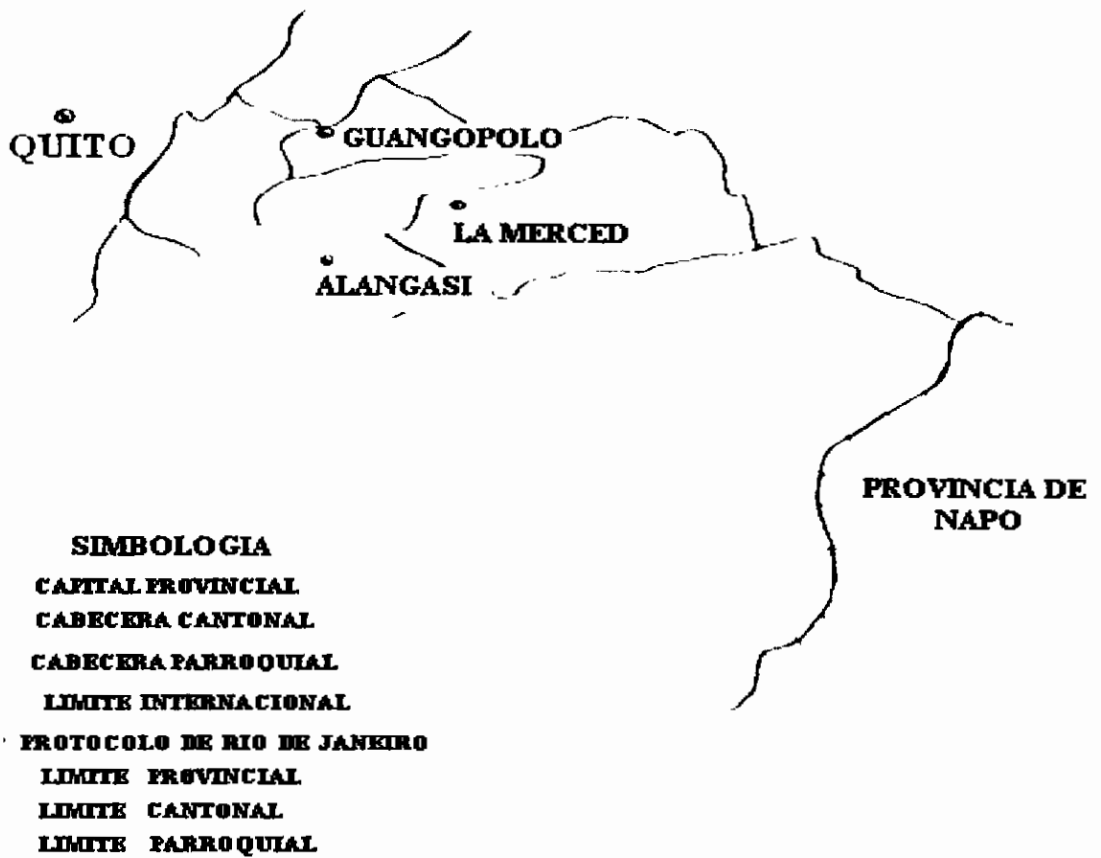 QUITO
GUANGOPOLO
LA MERCED
ALANGASI
PROVINCIA DE
NAPO
SIMBOLOGIA
CAPITAL PROVINCIAL
CABECERA CANTONAL
CABECERA PARROQUIAL
LIMITE INTERNACIONAL
PROTOCOLO DE RIO DE JANEIRO
LIMITE PROVINCIAL
LIMITE CANTONAL
LIMITE PARROQUIAL